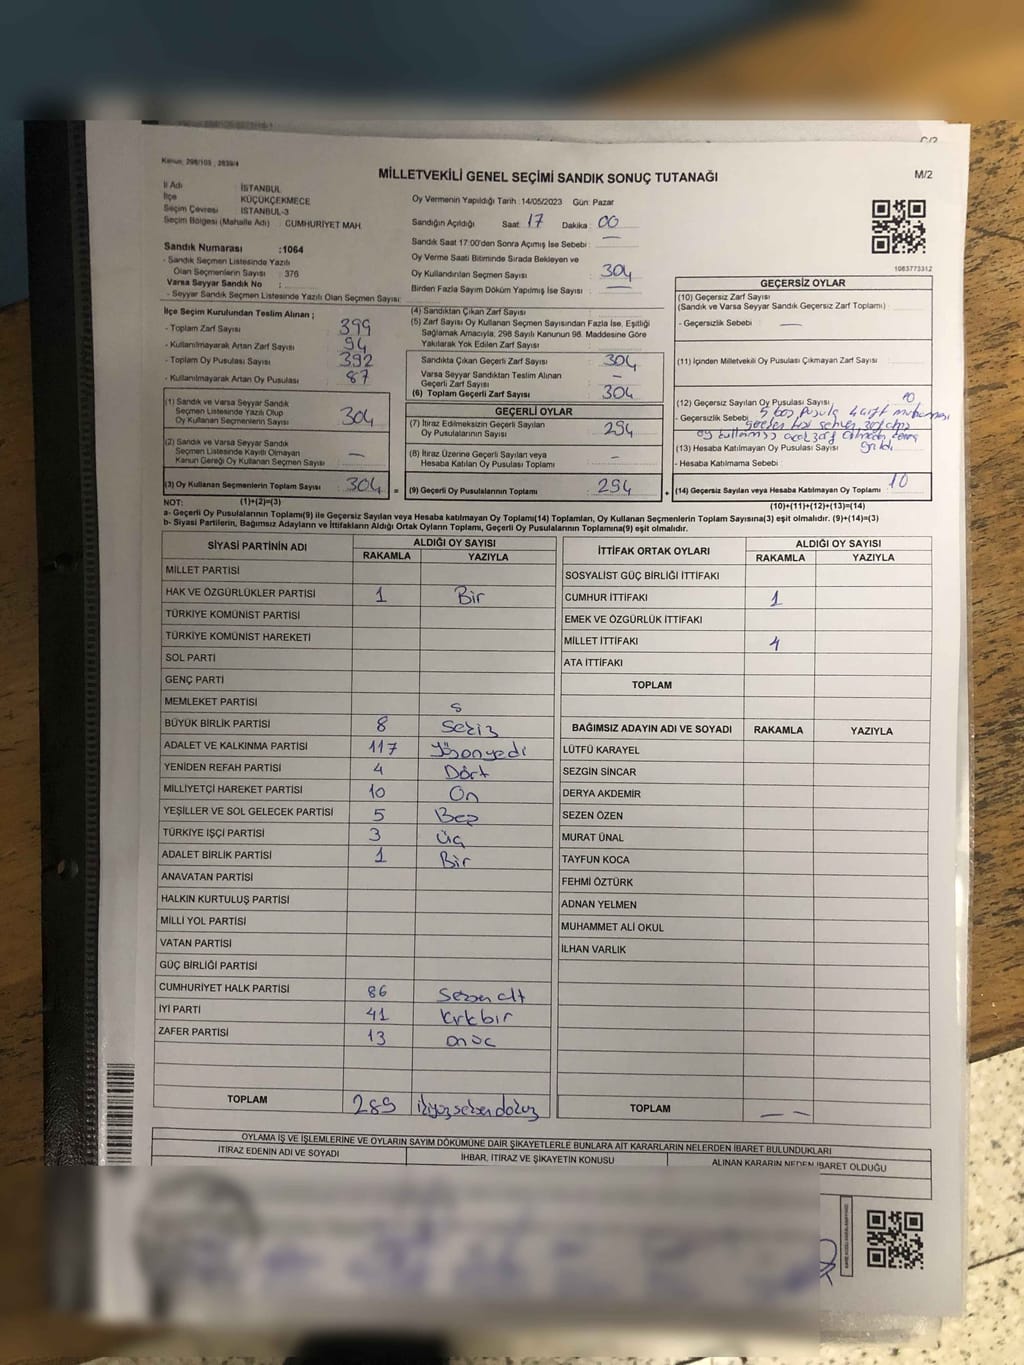 Kanun: 298/105 , 2839/4
MİLLETVEKİLİ GENEL SEÇİMİ SANDIK SONUÇ TUTANAĞI
M/2
İl Adı : İSTANBUL
İlçe : KÜÇÜKÇEKMECE
Seçim Çevresi : İSTANBUL-3
Seçim Bölgesi (Mahalle Adı) : CUMHURİYET MAH.
Sandık Numarası :1064
- Sandık Seçmen Listesinde Yazılı
Olan Seçmenlerin Sayısı : 376
Varsa Seyyar Sandık No :
- Seyyar Sandık Seçmen Listesinde Yazılı Olan Seçmen Sayısı:
Oy Vermenin Yapıldığı Tarih : 14/05/2023 Gün: Pazar
Sandığın Açıldığı Saat: 17 Dakika : 00
Sandık Saat 17:00'den Sonra Açımış İse Sebebi : —
Oy Verme Saati Bitiminde Sırada Bekleyen ve
Oy Kullandırılan Seçmen Sayısı : 304
Birden Fazla Sayım Döküm Yapılmış İse Sayısı : —
1063773312
İlçe Seçim Kurulundan Teslim Alınan ;
- Toplam Zarf Sayısı : 399
- Kullanılmayarak Artan Zarf Sayısı : 94
- Toplam Oy Pusulası Sayısı : 392
- Kullanılmayarak Artan Oy Pusulası : 87
(1) Sandık ve Varsa Seyyar Sandık
Seçmen Listesinde Yazılı Olup
Oy Kullanan Seçmenlerin Sayısı : 304
(2) Sandık ve Varsa Seyyar Sandık
Seçmen Listesinde Kayıtlı Olmayan
Kanun Gereği Oy Kullanan Seçmen Sayısı : —
(3) Oy Kullanan Seçmenlerin Toplam Sayısı : 304 =
(4) Sandıktan Çıkan Zarf Sayısı :
(5) Zarf Sayısı Oy Kullanan Seçmen Sayısından Fazla İse, Eşitliği
Sağlamak Amacıyla, 298 Sayılı Kanunun 98. Maddesine Göre
Yakılarak Yok Edilen Zarf Sayısı :
Sandıkta Çıkan Geçerli Zarf Sayısı : 304
Varsa Seyyar Sandıktan Teslim Alınan
Geçerli Zarf Sayısı : —
(6) Toplam Geçerli Zarf Sayısı : 304
GEÇERLİ OYLAR
(7) İtiraz Edilmeksizin Geçerli Sayılan
Oy Pusulalarının Sayısı : 294
(8) İtiraz Üzerine Geçerli Sayılan veya
Hesaba Katılan Oy Pusulası Toplamı : —
(9) Geçerli Oy Pusulalarının Toplamı : 294 +
GEÇERSİZ OYLAR
(10) Geçersiz Zarf Sayısı
(Sandık ve Varsa Seyyar Sandık Geçersiz Zarf Toplamı) :
- Geçersizlik Sebebi : —
(11) İçinden Milletvekili Oy Pusulası Çıkmayan Zarf Sayısı :
(12) Geçersiz Sayılan Oy Pusulası Sayısı : 10
- Geçersizlik Sebebi : 5 boş pusula 4 çift
(13) Hesaba Katılmayan Oy Pusulası Sayısı
- Hesaba Katılmama Sebebi :
(14) Geçersiz Sayılan veya Hesaba Katılmayan Oy Toplamı : 10
NOT: (1)+(2)=(3) (10)+(11)+(12)+(13)=(14)
a- Geçerli Oy Pusulalarının Toplamı(9) ile Geçersiz Sayılan veya Hesaba katılmayan Oy Toplamı(14) Toplamları, Oy Kullanan Seçmenlerin Toplam Sayısına(3) eşit olmalıdır. (9)+(14)=(3)
b- Siyasi Partilerin, Bağımsız Adayların ve İttifakların Aldığı Ortak Oyların Toplamı, Geçerli Oy Pusulalarının Toplamına(9) eşit olmalıdır.
SİYASİ PARTİNİN ADI ALDIĞI OY SAYISI
RAKAMLA YAZIYLA
MİLLET PARTİSİ
HAK VE ÖZGÜRLÜKLER PARTİSİ 1 Bir
TÜRKİYE KOMÜNİST PARTİSİ
TÜRKİYE KOMÜNİST HAREKETİ
SOL PARTİ
GENÇ PARTİ
MEMLEKET PARTİSİ s
BÜYÜK BİRLİK PARTİSİ 8 Sekiz
ADALET VE KALKINMA PARTİSİ 117 Yüzonyedi
YENİDEN REFAH PARTİSİ 4 Dört
MİLLİYETÇİ HAREKET PARTİSİ 10 On
YEŞİLLER VE SOL GELECEK PARTİSİ 5 Beş
TÜRKİYE İŞÇİ PARTİSİ 3 Üç
ADALET BİRLİK PARTİSİ 1 Bir
ANAVATAN PARTİSİ
HALKIN KURTULUŞ PARTİSİ
MİLLİ YOL PARTİSİ
VATAN PARTİSİ
GÜÇ BİRLİĞİ PARTİSİ
CUMHURİYET HALK PARTİSİ 86 Seksenalt
İYİ PARTİ 41 Kırkbir
ZAFER PARTİSİ 13 onüç
TOPLAM 289 ikiyüzseksendokuz
İTTİFAK ORTAK OYLARI ALDIĞI OY SAYISI
RAKAMLA YAZIYLA
SOSYALİST GÜÇ BİRLİĞİ İTTİFAKI
CUMHUR İTTİFAKI 1
EMEK VE ÖZGÜRLÜK İTTİFAKI
MİLLET İTTİFAKI 4
ATA İTTİFAKI
TOPLAM
BAĞIMSIZ ADAYIN ADI VE SOYADI RAKAMLA YAZIYLA
LÜTFÜ KARAYEL
SEZGİN SİNCAR
DERYA AKDEMİR
SEZEN ÖZEN
MURAT ÜNAL
TAYFUN KOCA
FEHMİ ÖZTÜRK
ADNAN YELMEN
MUHAMMET ALİ OKUL
İLHAN VARLIK
TOPLAM — —
OYLAMA İŞ VE İŞLEMLERİNE VE OYLARIN SAYIM DÖKÜMÜNE DAİR ŞİKAYETLERLE BUNLARA AİT KARARLARIN NELERDEN İBARET BULUNDUKLARI
İTİRAZ EDENİN ADI VE SOYADI İHBAR, İTİRAZ VE ŞİKAYETİN KONUSU ALINAN KARARIN NEDEN İBARET OLDUĞU